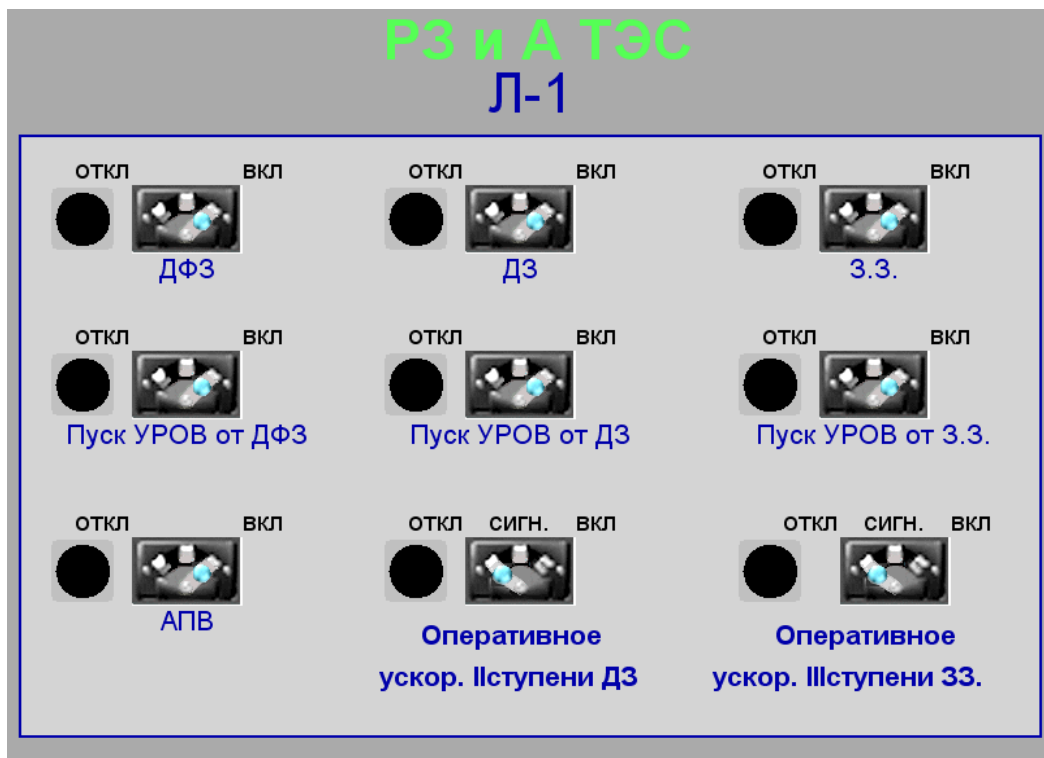 РЗ и А ТЭС
Л-1
ОТКЛ ВКЛ ОТКЛ ВКЛ ОТКЛ ВКЛ
ДФЗ ДЗ З.З.
ОТКЛ ВКЛ ОТКЛ ВКЛ ОТКЛ ВКЛ
Пуск УРОВ от ДФЗ Пуск УРОВ от ДЗ Пуск УРОВ от З.З.
ОТКЛ ВКЛ ОТКЛ СИГН. ВКЛ ОТКЛ СИГН. ВКЛ
АПВ
Оперативное Оперативное
ускор. IIступени ДЗ ускор. IIIступени ЗЗ.